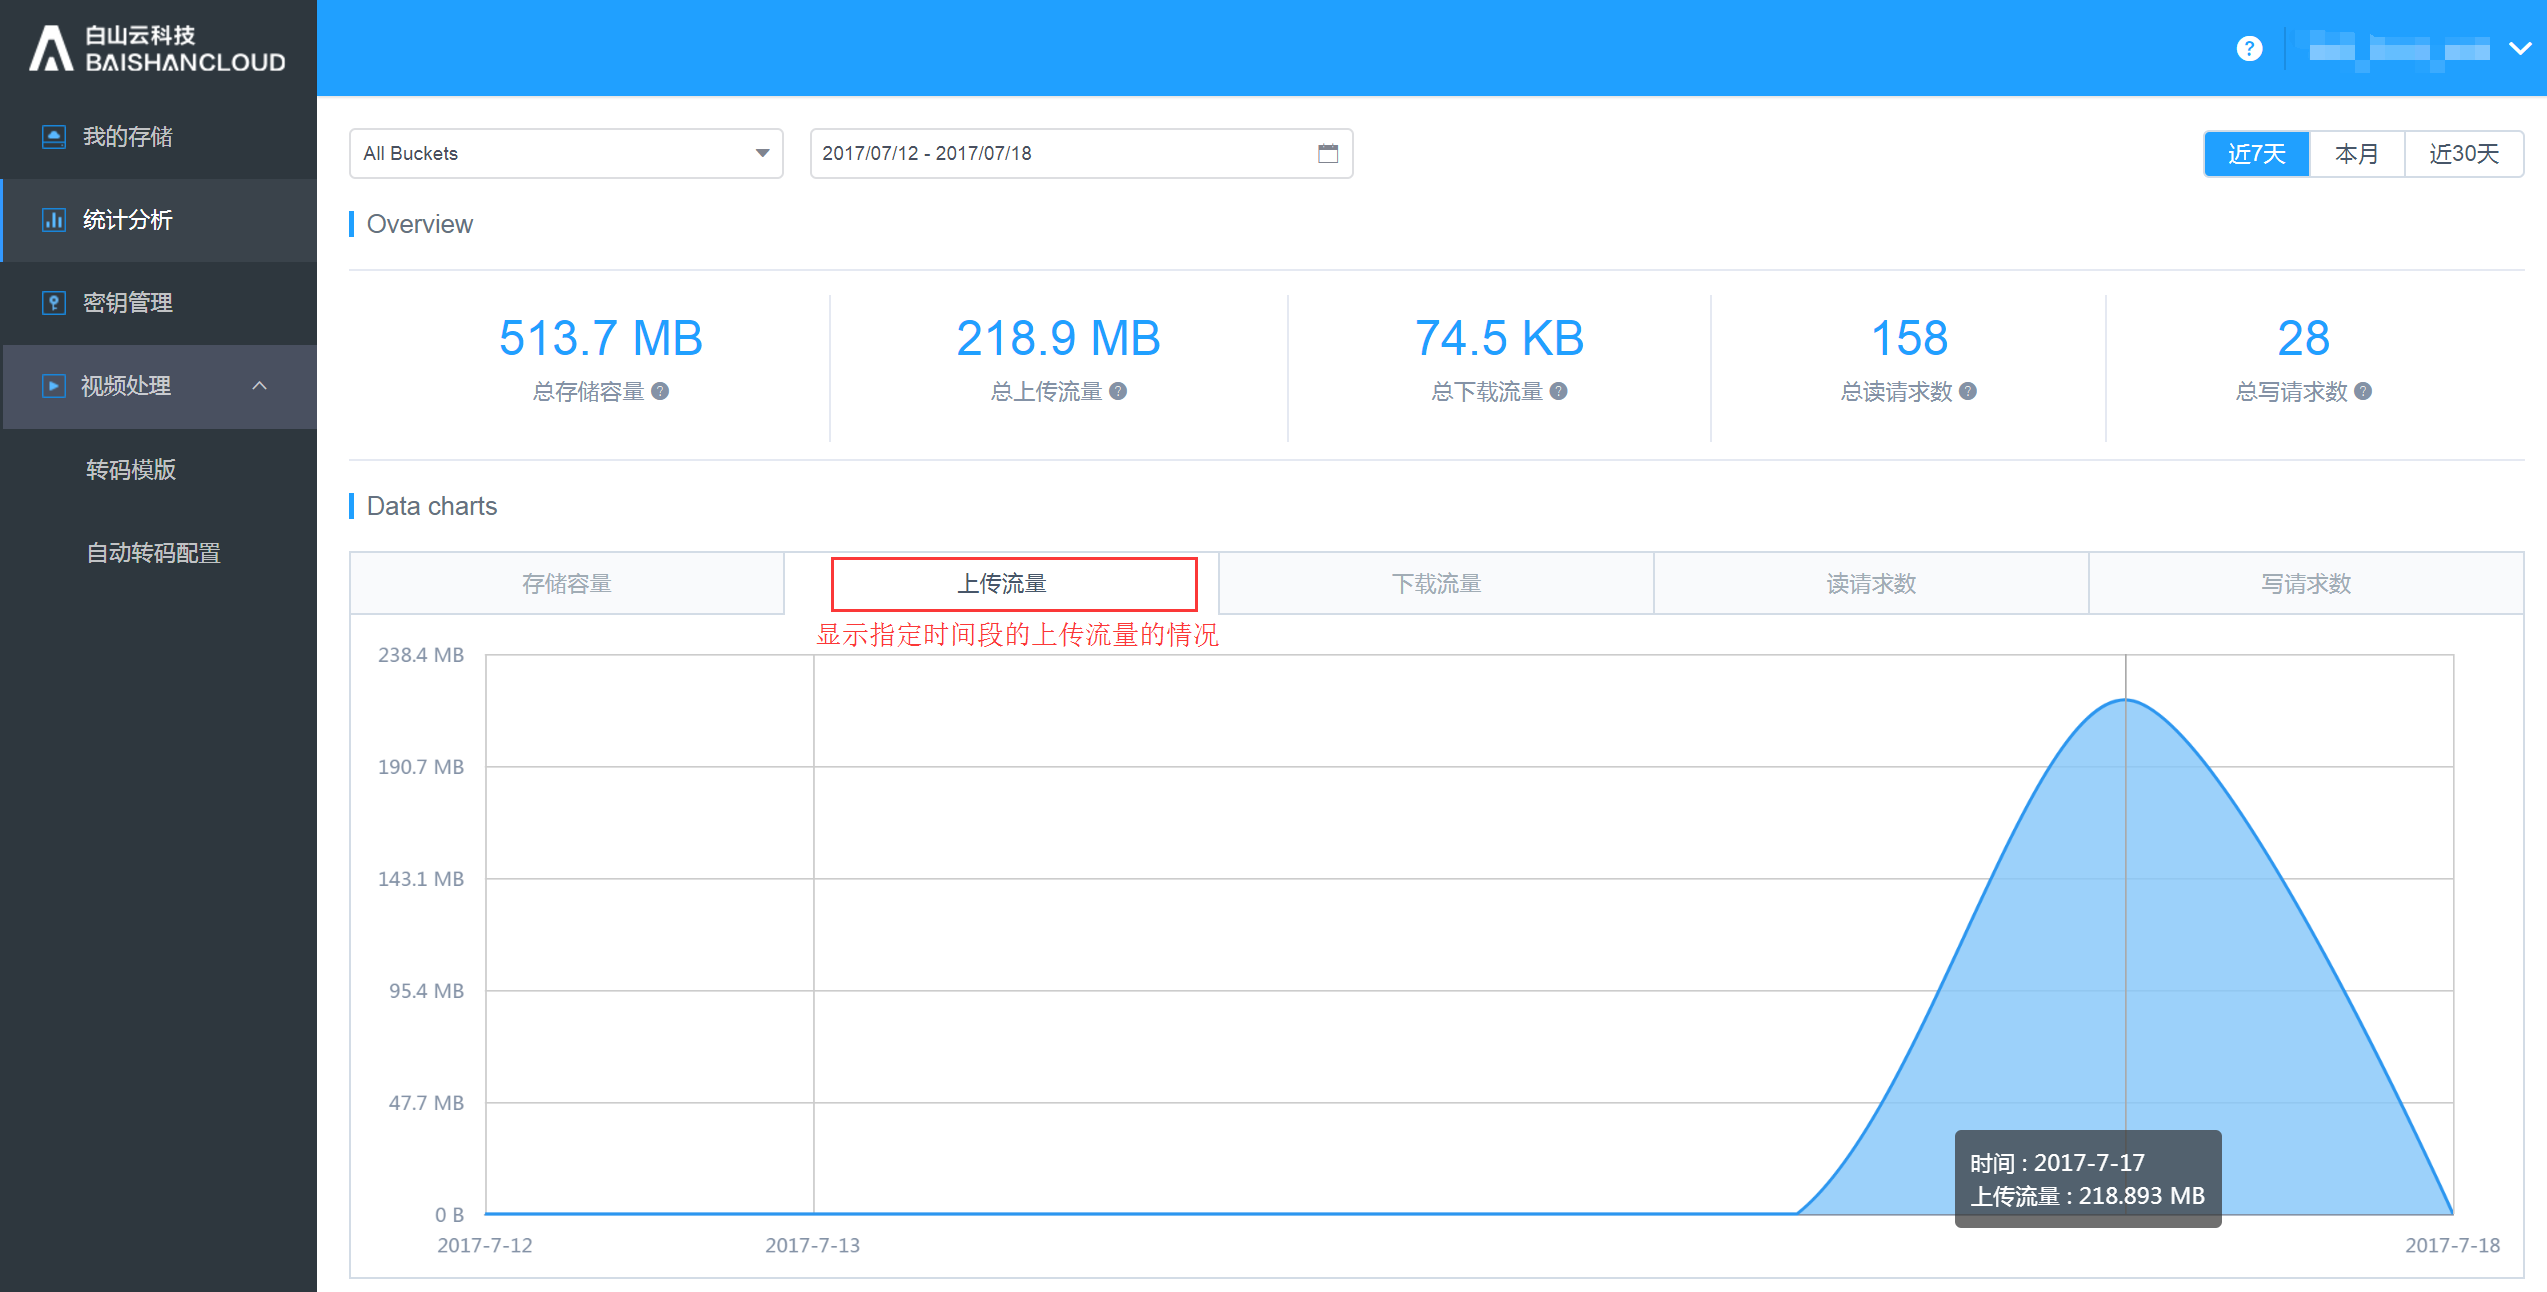 白山云科技
BAISHANCLOUD
我的存储
统计分析
密钥管理
视频处理
转码模版
自动转码配置
All Buckets
2017/07/12 - 2017/07/18
近7天
本月
近30天
Overview
513.7 MB
总存储容量
218.9 MB
总上传流量
74.5 KB
总下载流量
158
总读请求数
28
总写请求数
Data charts
存储容量
上传流量
下载流量
读请求数
写请求数
显示指定时间段的上传流量的情况
238.4 MB
190.7 MB
143.1 MB
95.4 MB
47.7 MB
0 B
时间 : 2017-7-17
上传流量 : 218.893 MB
2017-7-12
2017-7-13
2017-7-18